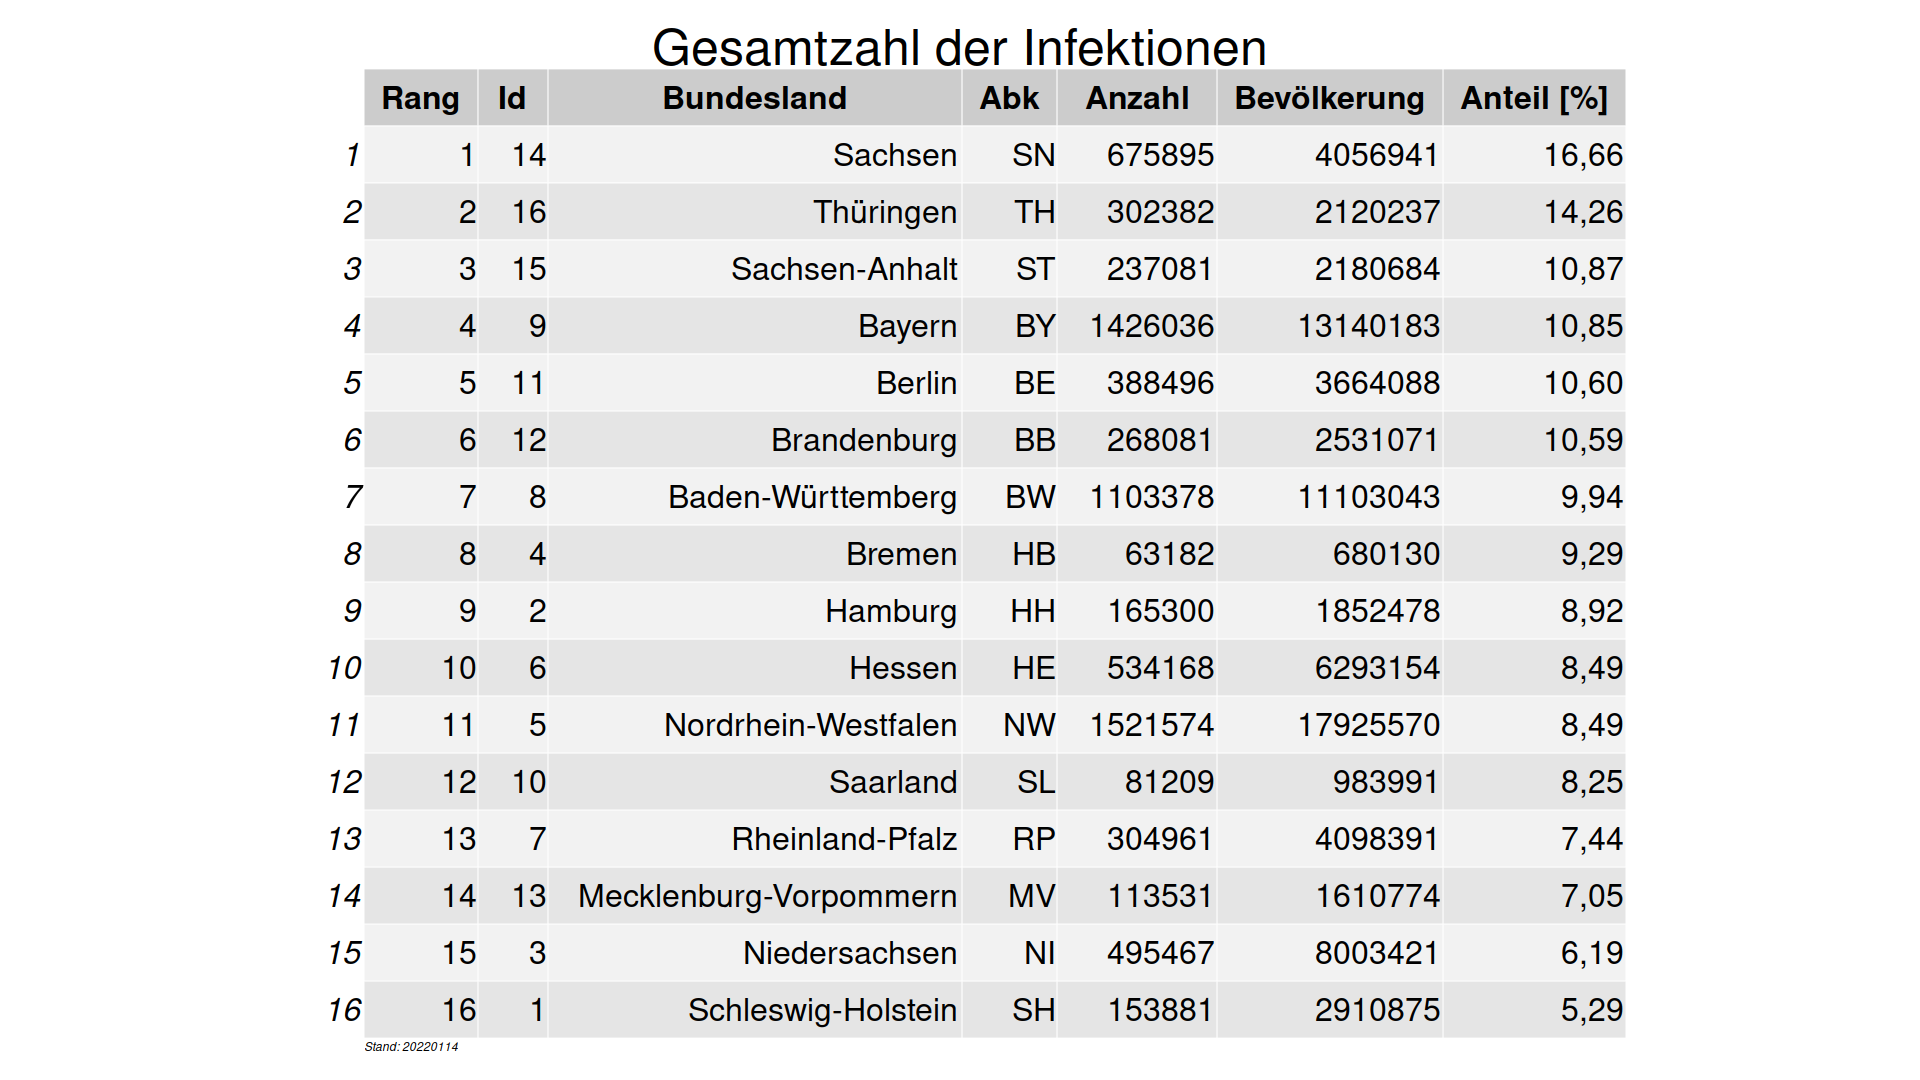 Gesamtzahl der Infektionen
Rang Id Bundesland Abk Anzahl Bevölkerung Anteil [%]
1 1 14 Sachsen SN 675895 4056941 16,66
2 2 16 Thüringen TH 302382 2120237 14,26
3 3 15 Sachsen-Anhalt ST 237081 2180684 10,87
4 4 9 Bayern BY 1426036 13140183 10,85
5 5 11 Berlin BE 388496 3664088 10,60
6 6 12 Brandenburg BB 268081 2531071 10,59
7 7 8 Baden-Württemberg BW 1103378 11103043 9,94
8 8 4 Bremen HB 63182 680130 9,29
9 9 2 Hamburg HH 165300 1852478 8,92
10 10 6 Hessen HE 534168 6293154 8,49
11 11 5 Nordrhein-Westfalen NW 1521574 17925570 8,49
12 12 10 Saarland SL 81209 983991 8,25
13 13 7 Rheinland-Pfalz RP 304961 4098391 7,44
14 14 13 Mecklenburg-Vorpommern MV 113531 1610774 7,05
15 15 3 Niedersachsen NI 495467 8003421 6,19
16 16 1 Schleswig-Holstein SH 153881 2910875 5,29
Stand: 20220114